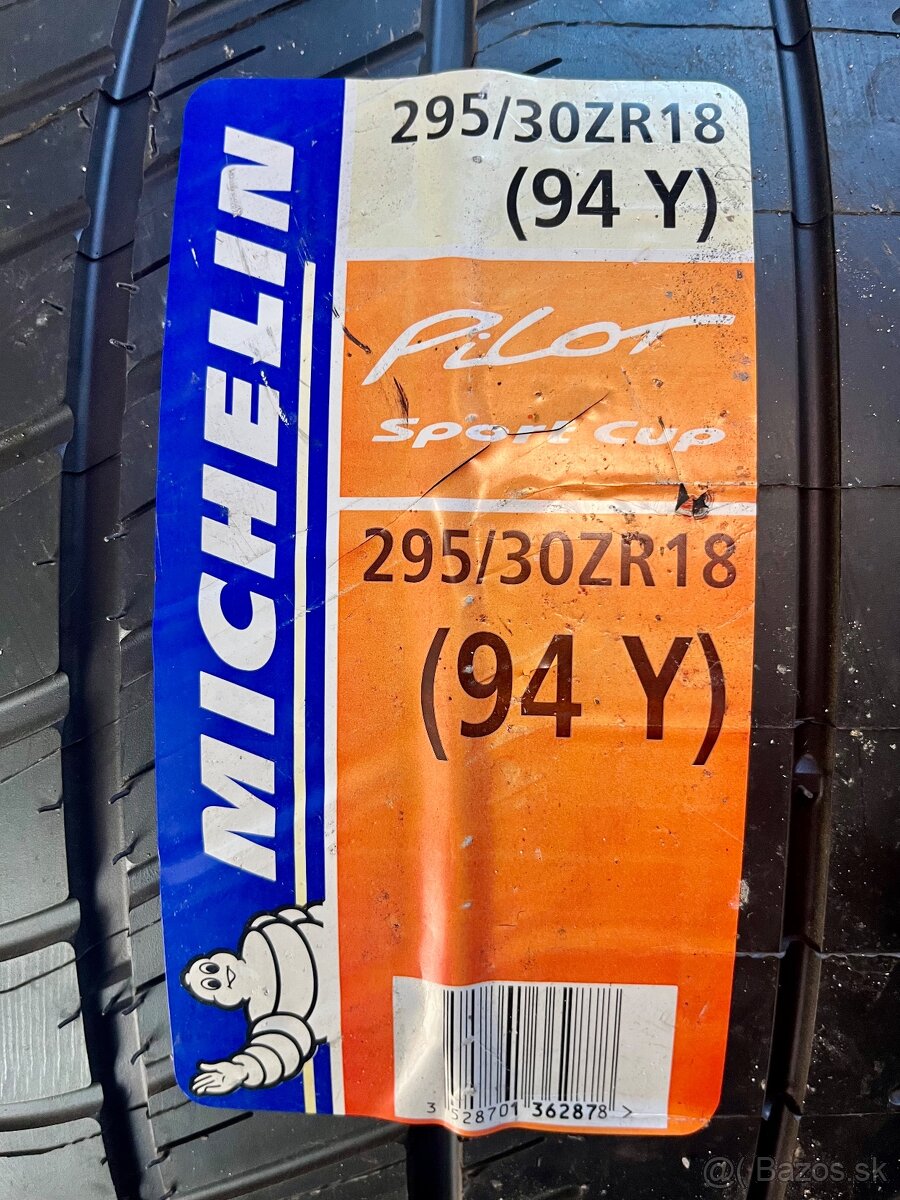 295/30ZR18
(94 Y)
MICHELIN
PiLOT
Sport Cup
295/30ZR18
(94 Y)
3 528701 362878 >
@( Bazos.sk